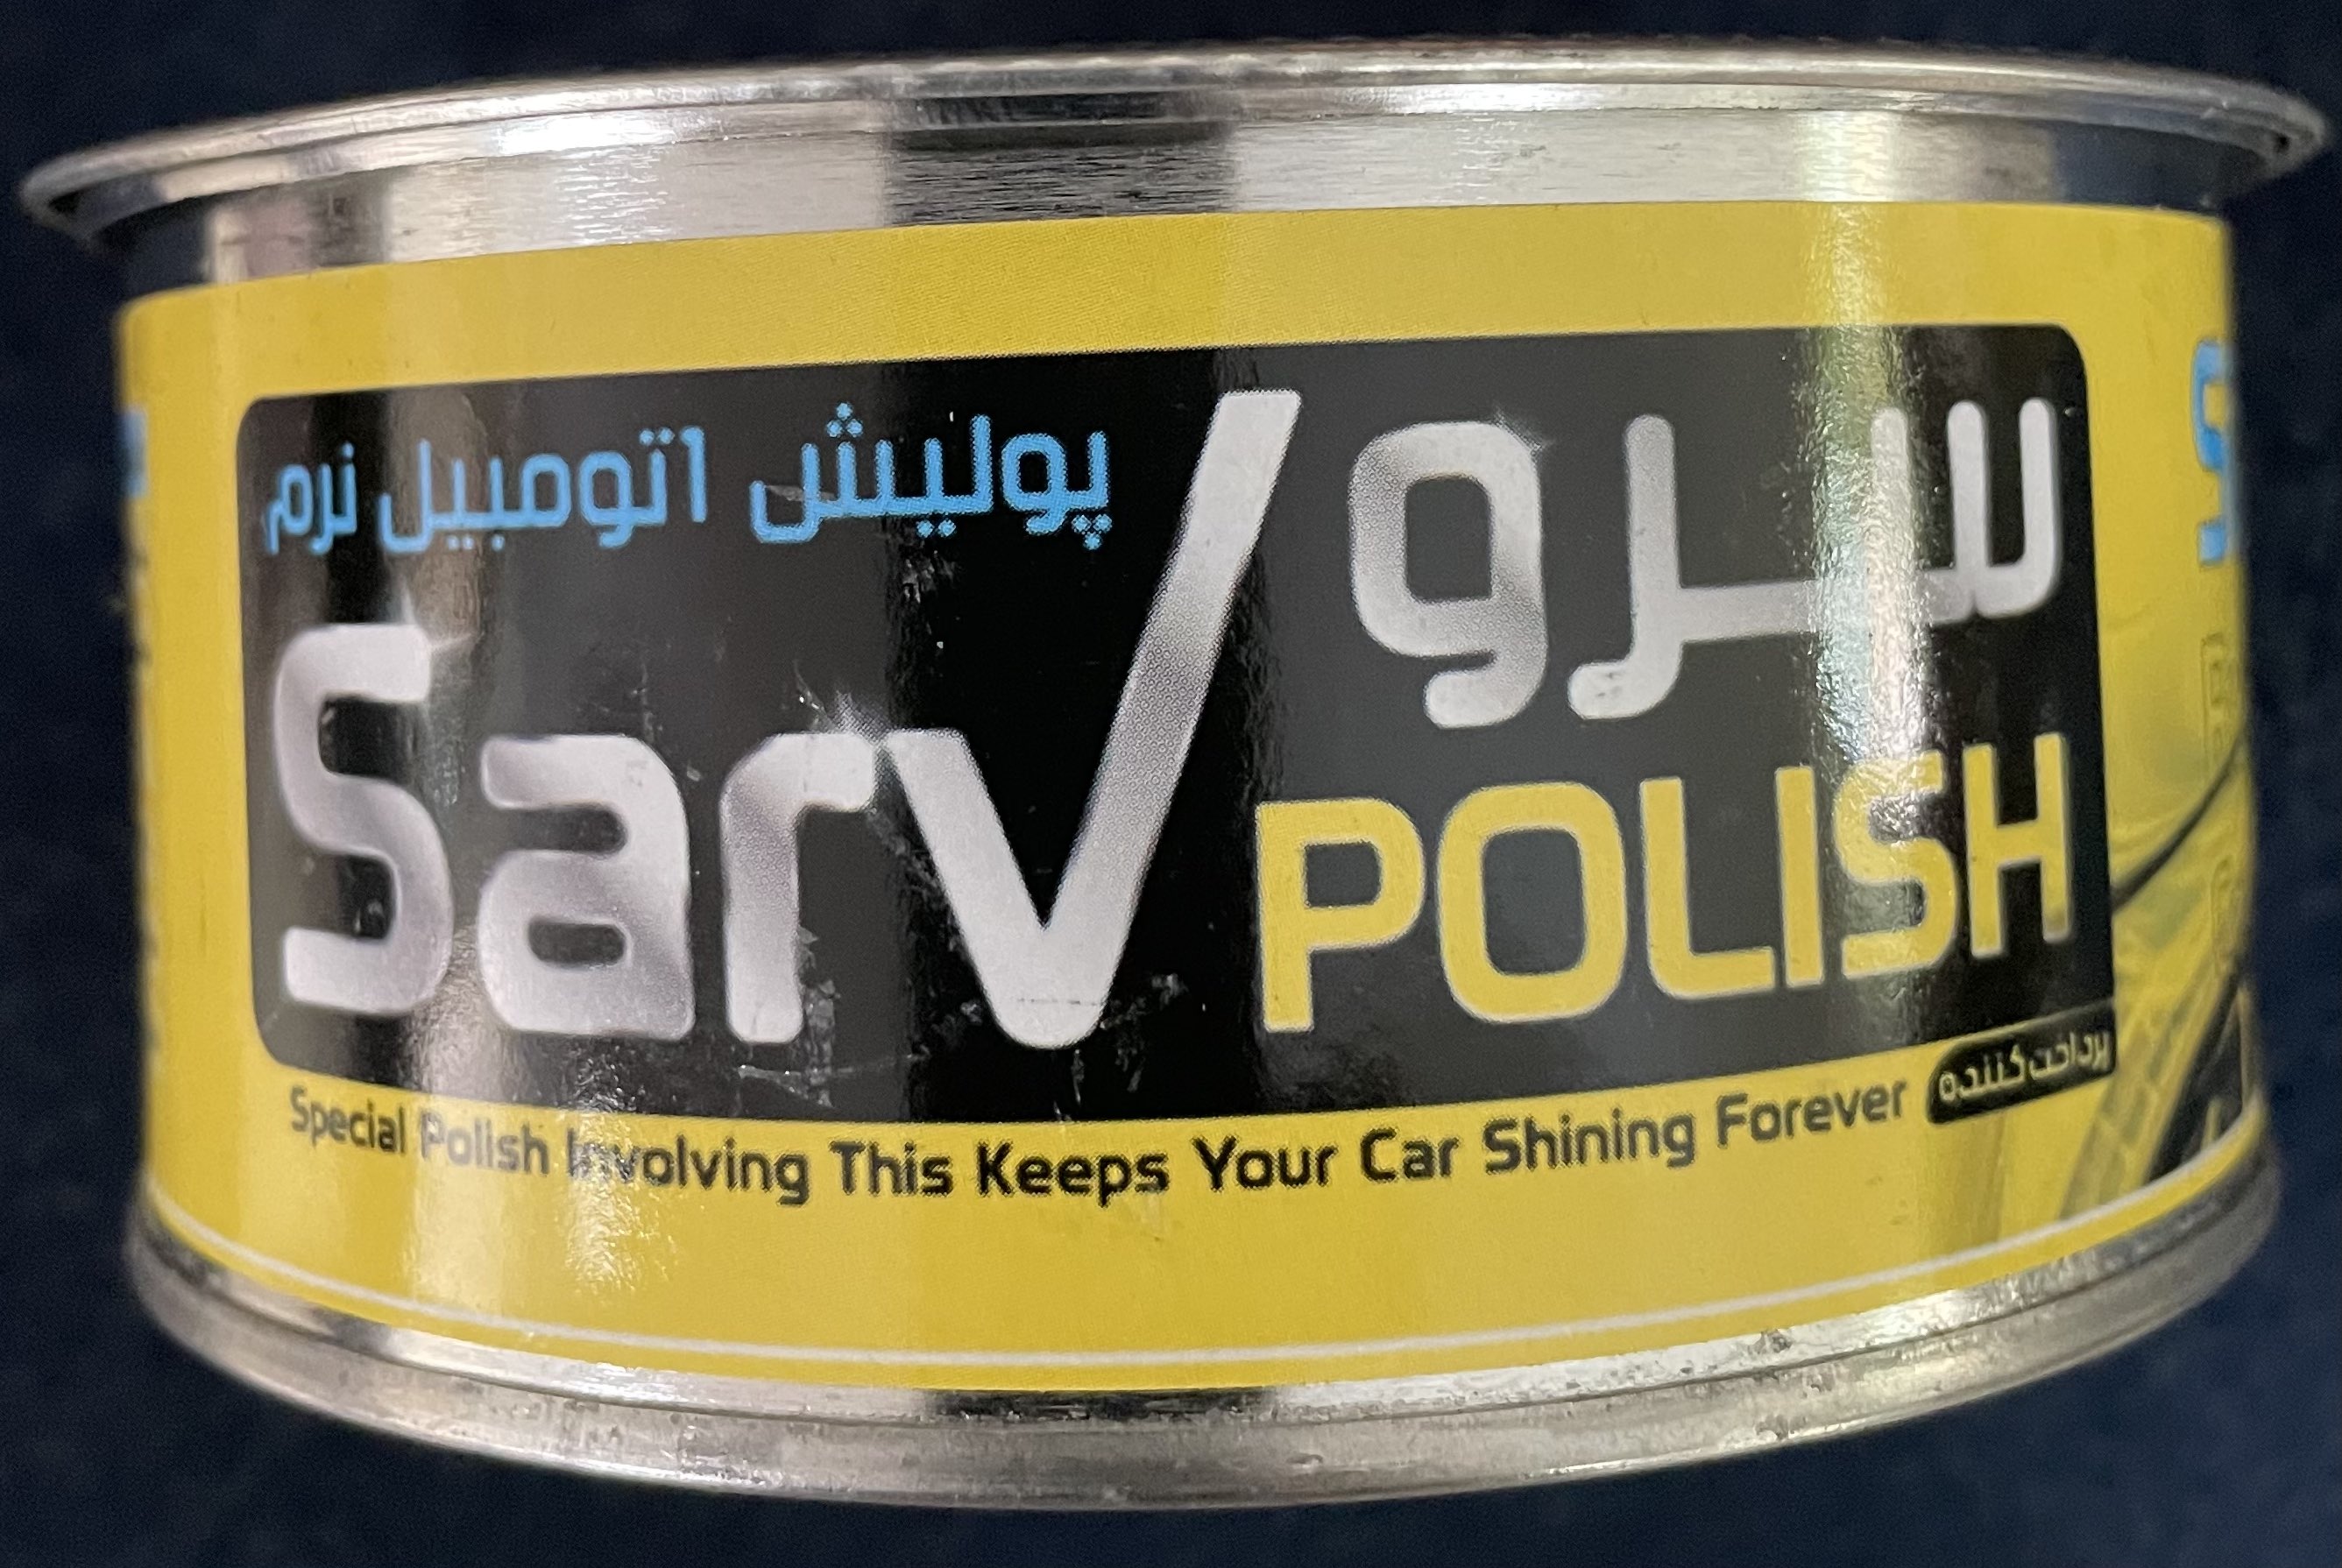 پولیش اتومبیل نرم
سرو
Sarv
POLISH
پرداخت کننده
Special Polish Involving This Keeps Your Car Shining Forever